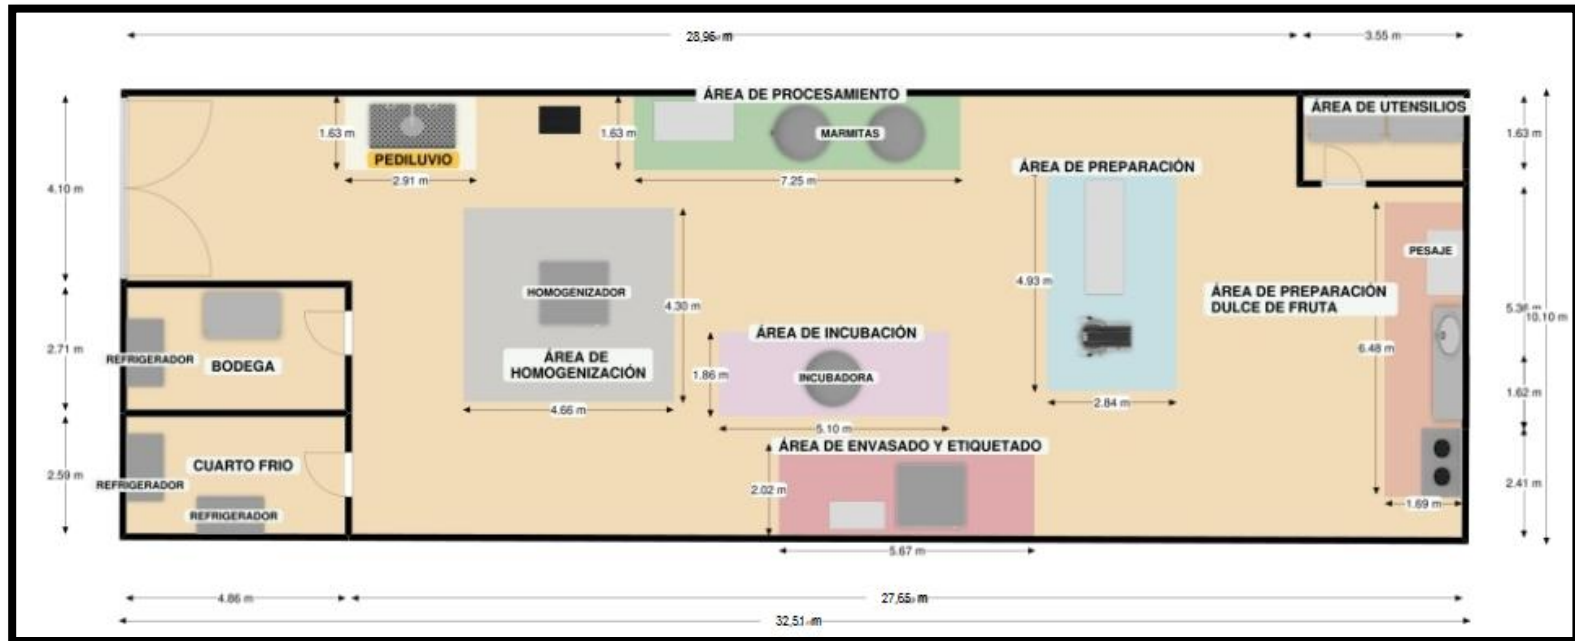 28,96 m
3.55 m
ÁREA DE PROCESAMIENTO
ÁREA DE UTENSILIOS
1.63 m
1.63 m
MARMITAS
1.63 m
PEDILUVIO
ÁREA DE PREPARACIÓN
2.91 m
7.25 m
4.10 m
PESAJE
4.93 m
HOMOGENIZADOR
ÁREA DE PREPARACIÓN
DULCE DE FRUTA
4.30 m
10.10 m
ÁREA DE INCUBACIÓN
2.71 m
REFRIGERADOR
BODEGA
ÁREA DE
HOMOGENIZACIÓN
6.48 m
1.86 m
INCUBADORA
1.62 m
4.66 m
2.84 m
5.10 m
ÁREA DE ENVASADO Y ETIQUETADO
CUARTO FRIO
2.59 m
REFRIGERADOR
2.02 m
2.41 m
1.69 m
REFRIGERADOR
5.67 m
4.86 m
27,65 m
32,51 m